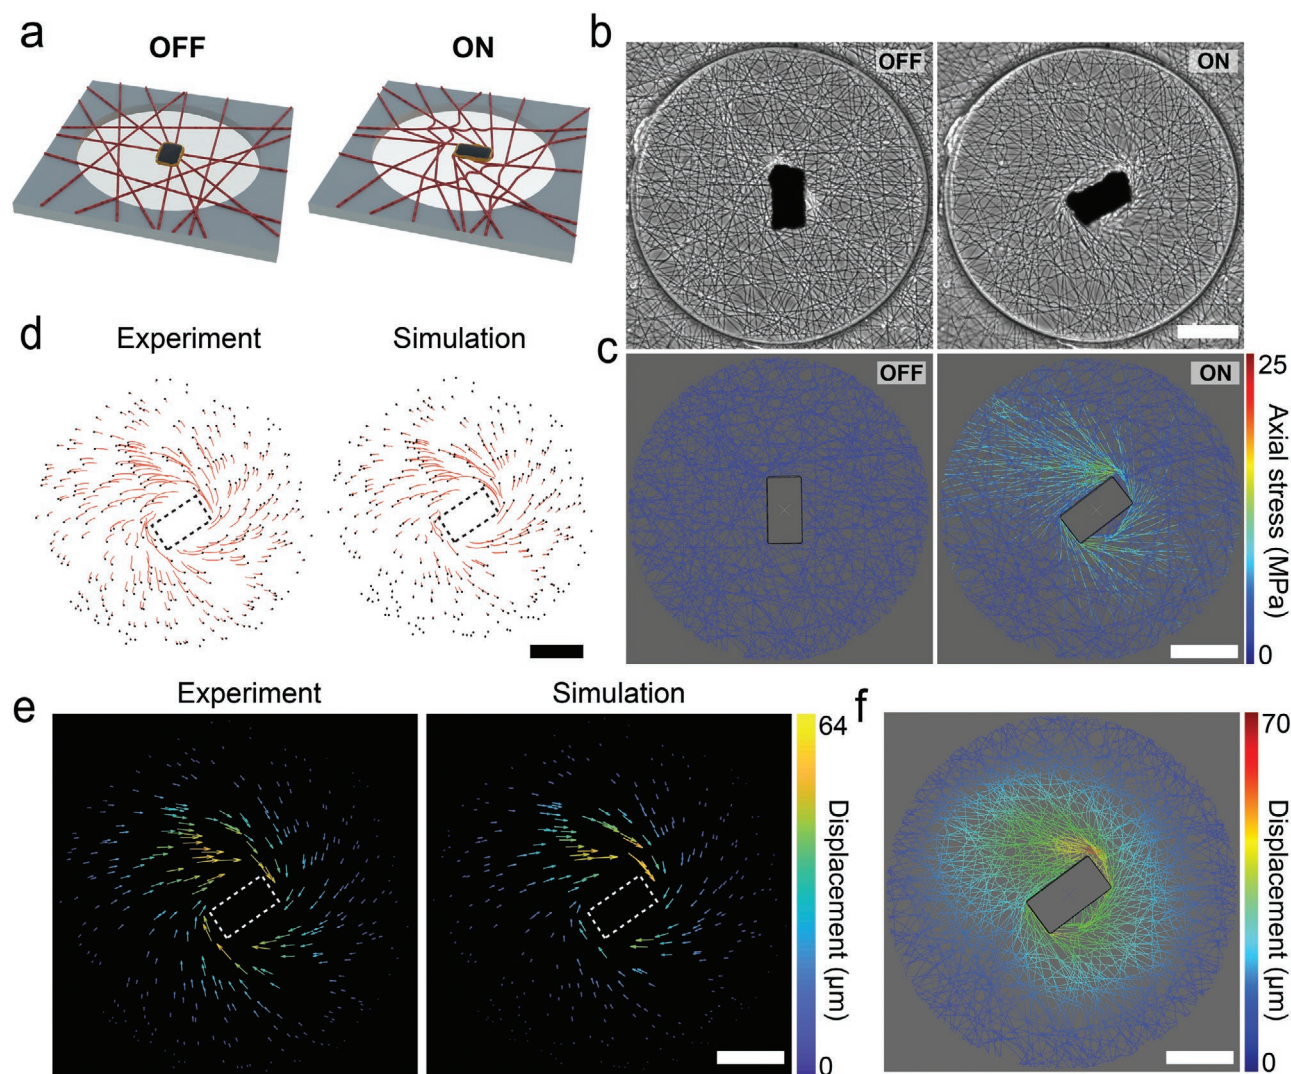 a
OFF
ON
b
OFF
ON
c
OFF
ON
25
Axial stress (MPa)
0
d
Experiment
Simulation
e
Experiment
Simulation
64
Displacement (µm)
0
f
70
Displacement (µm)
0